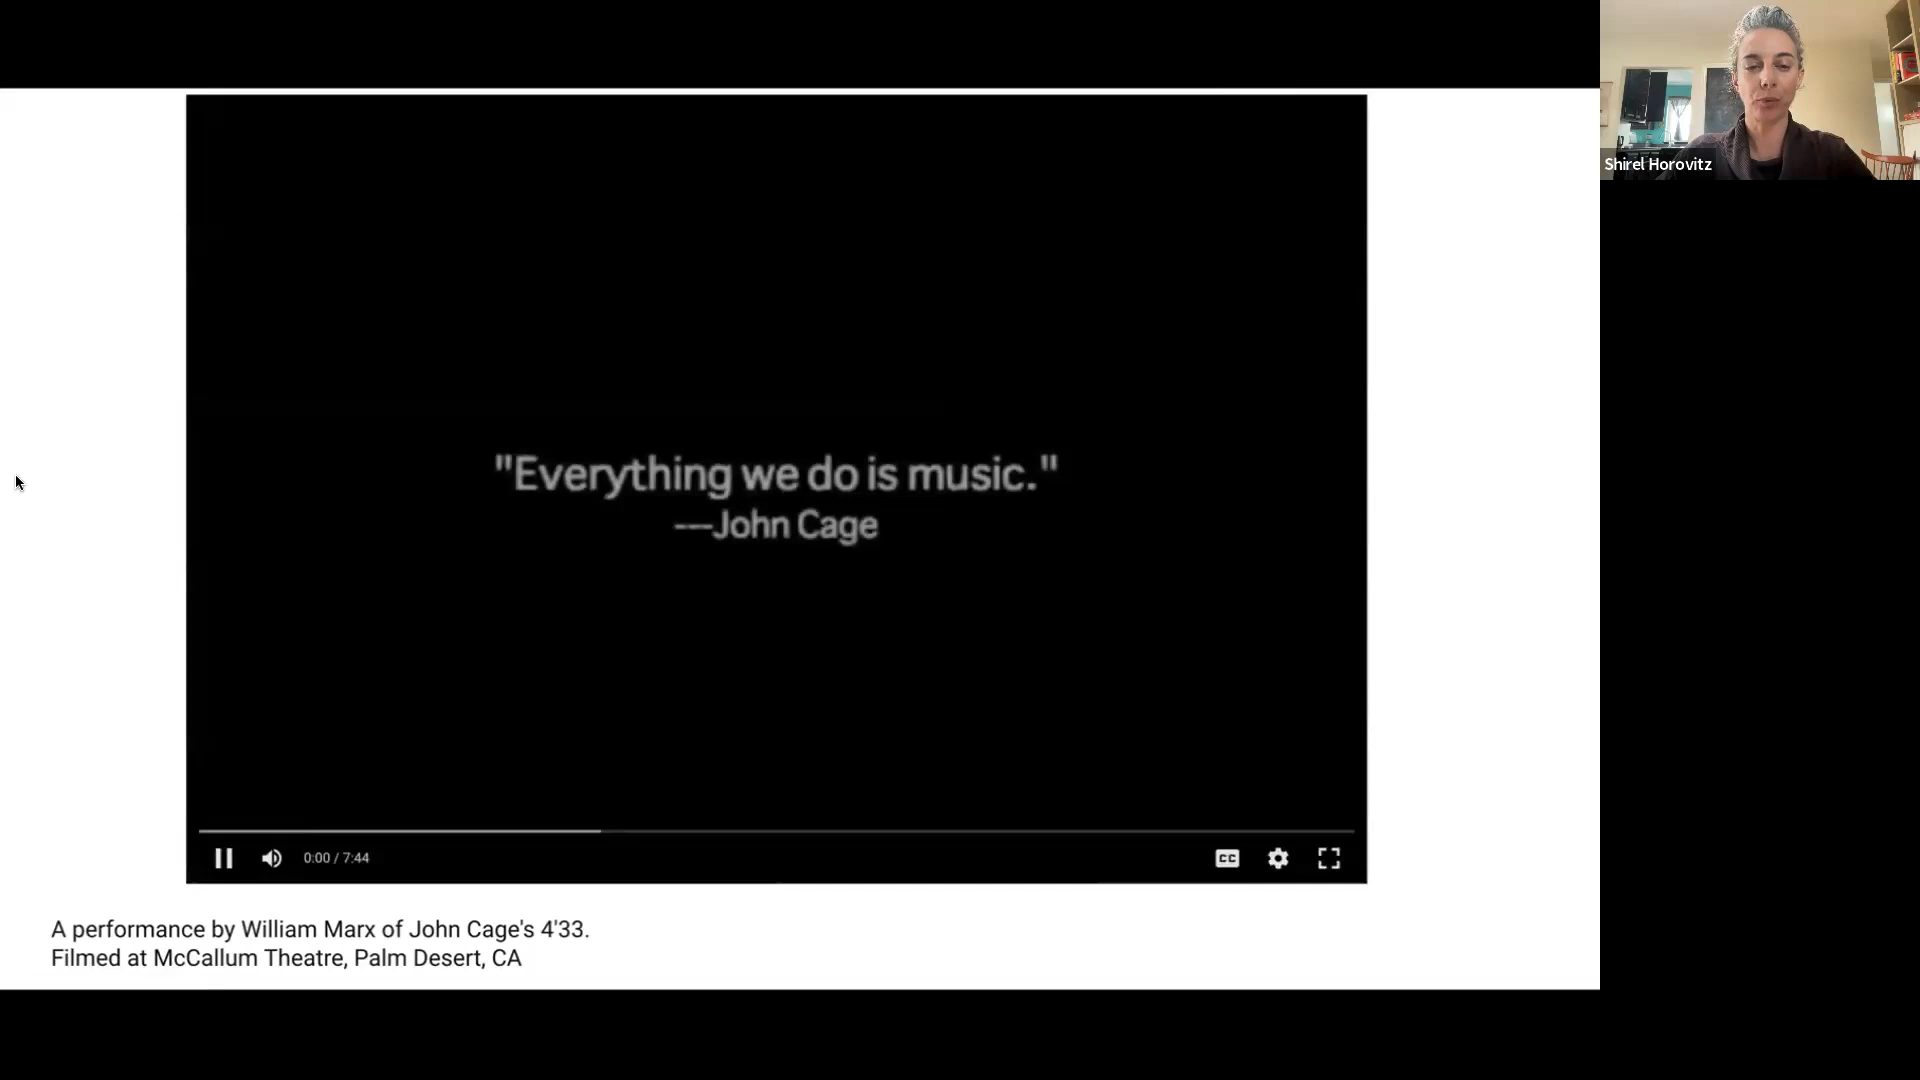 "Everything we do is music."
---John Cage
0:00 / 7:44
CC
A performance by William Marx of John Cage's 4'33.
Filmed at McCallum Theatre, Palm Desert, CA
Shirel Horovitz